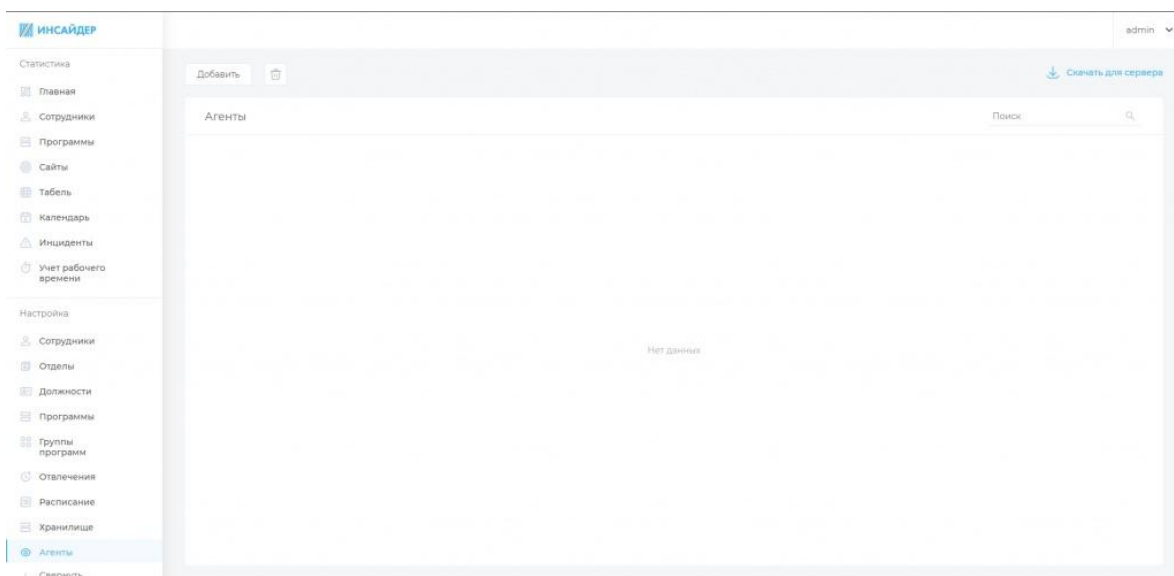 ИНСАЙДЕР
admin
Статистика
Главная
Сотрудники
Программы
Сайты
Табель
Календарь
Инциденты
Учет рабочего
времени
Настройка
Сотрудники
Отделы
Должности
Программы
Группы
программ
Отвлечения
Расписание
Хранилище
Агенты
Свернуть
Добавить
Скачать для сервера
Агенты
Поиск
Нет данных